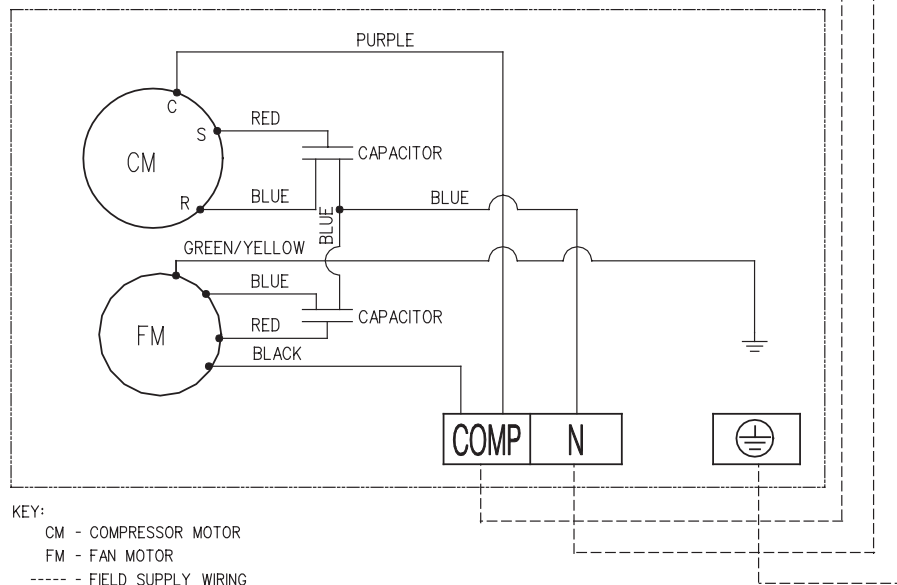 PURPLE
C
RED
S
CAPACITOR
CM
BLUE
R
BLUE
BLUE
GREEN/YELLOW
BLUE
CAPACITOR
RED
FM
BLACK
COMP
N
KEY:
CM - COMPRESSOR MOTOR
FM - FAN MOTOR
----- - FIELD SUPPLY WIRING